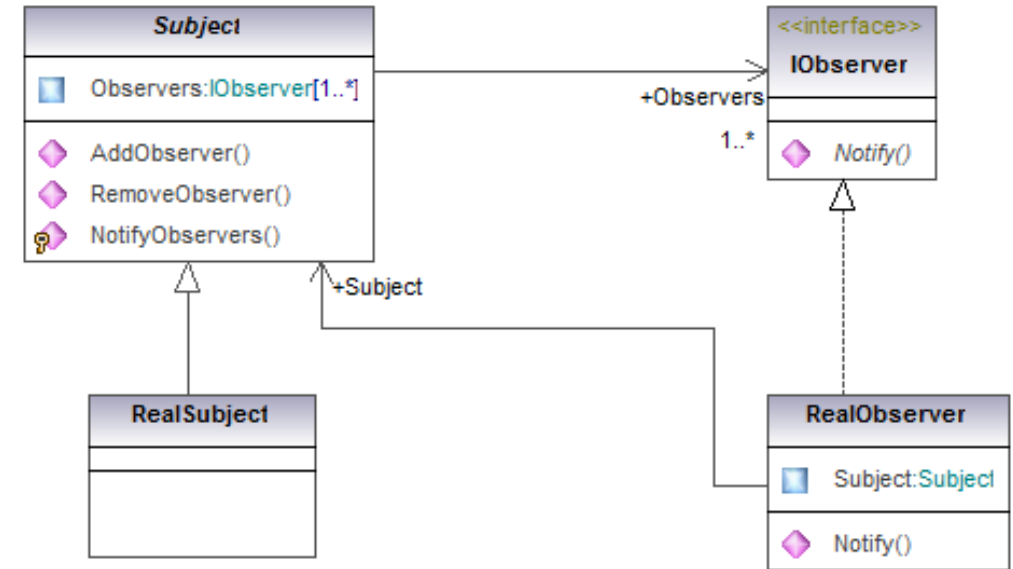 Subject
Observers:IObserver[1..*]
AddObserver()
RemoveObserver()
NotifyObservers()
<<interface>>
IObserver
Notify()
+Observers
1..*
+Subject
RealSubject
RealObserver
Subject:Subject
Notify()